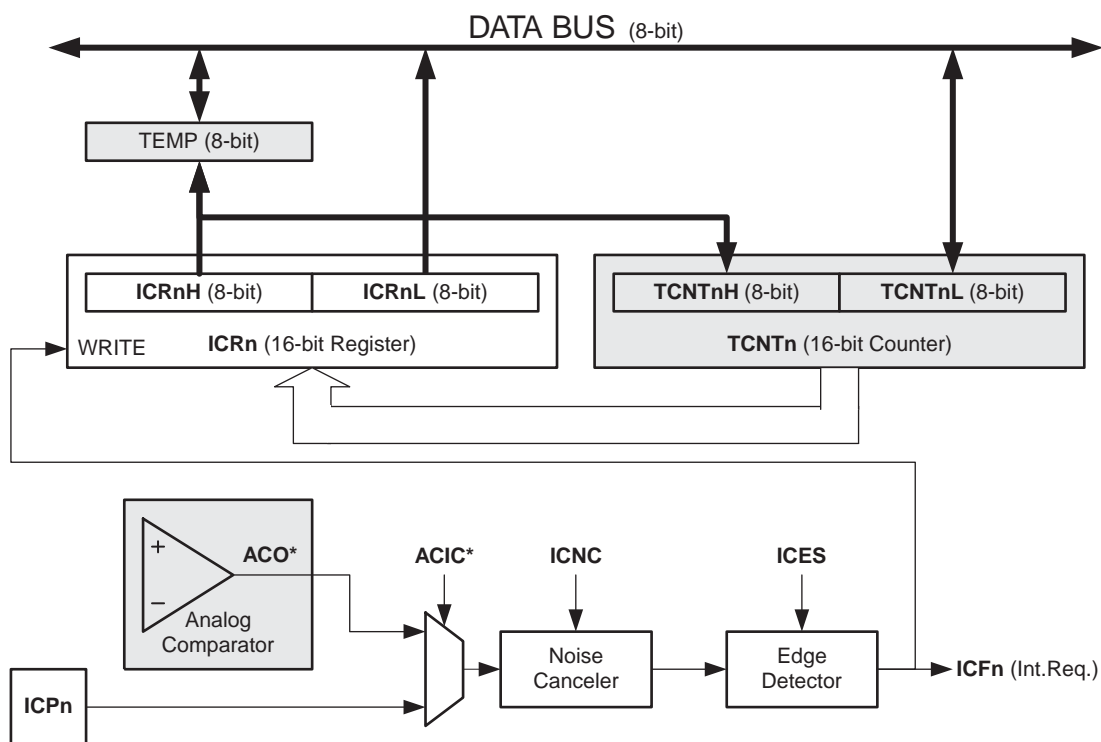 DATA BUS (8-bit)
TEMP (8-bit)
ICRnH (8-bit) ICRnL (8-bit) TCNTnH (8-bit) TCNTnL (8-bit)
WRITE ICRn (16-bit Register) TCNTn (16-bit Counter)
+
ACO* ACIC* ICNC ICES
−
Analog
Comparator
Noise
Canceler
Edge
Detector
ICFn (Int.Req.)
ICPn